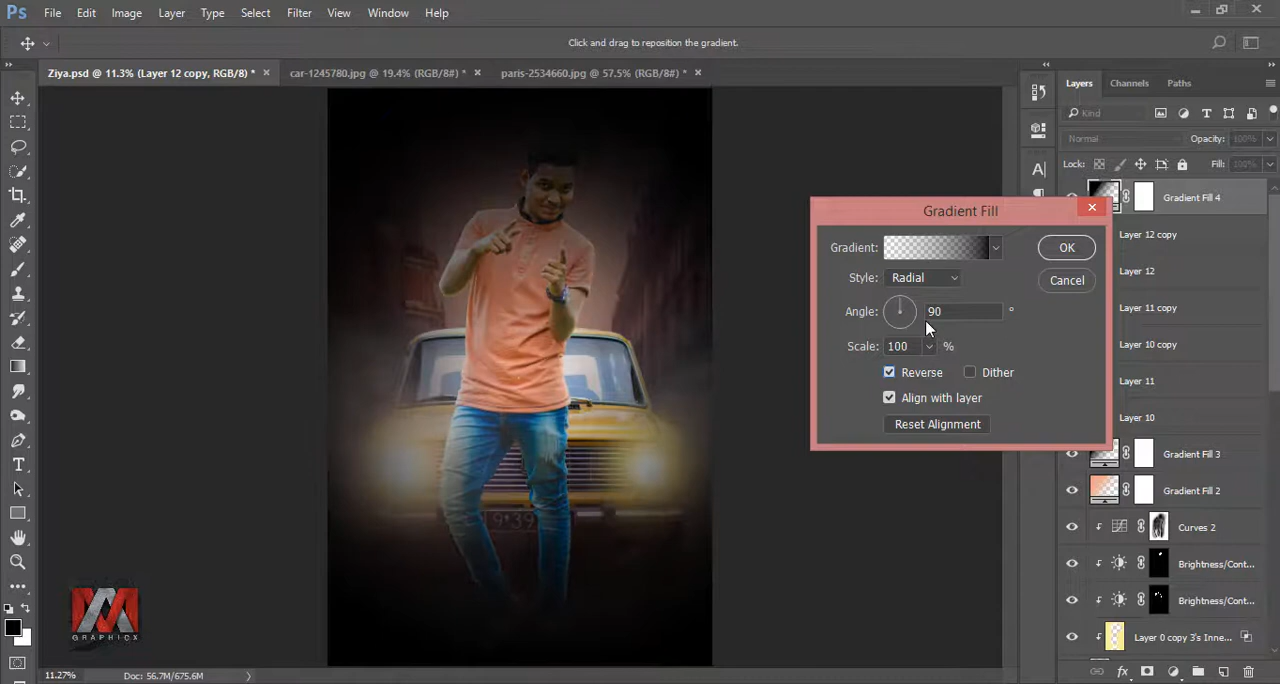 Ps File Edit Image Layer Type Select Filter View Window Help
Click and drag to reposition the gradient.
Ziya.psd @ 11.3% (Layer 12 copy, RGB/8) * × car-1245780.jpg @ 19.4% (RGB/8#) * × paris-2534660.jpg @ 57.5% (RGB/8#) * ×
Layers Channels Paths
Kind
Normal Opacity: 100%
Lock: Fill: 100%
Gradient Fill 4
Gradient Fill
Layer 12 copy
Gradient: OK
Layer 12
Style: Radial Cancel
Layer 11 copy
Angle: 90 °
Layer 10 copy
Scale: 100 %
Reverse Dither
Layer 11
Align with layer
Layer 10
Reset Alignment
Gradient Fill 3
Gradient Fill 2
Curves 2
Brightness/Cont...
Brightness/Cont...
Layer 0 copy 3's Inne...
GRAPHICX
11.27% Doc: 56.7M/675.6M